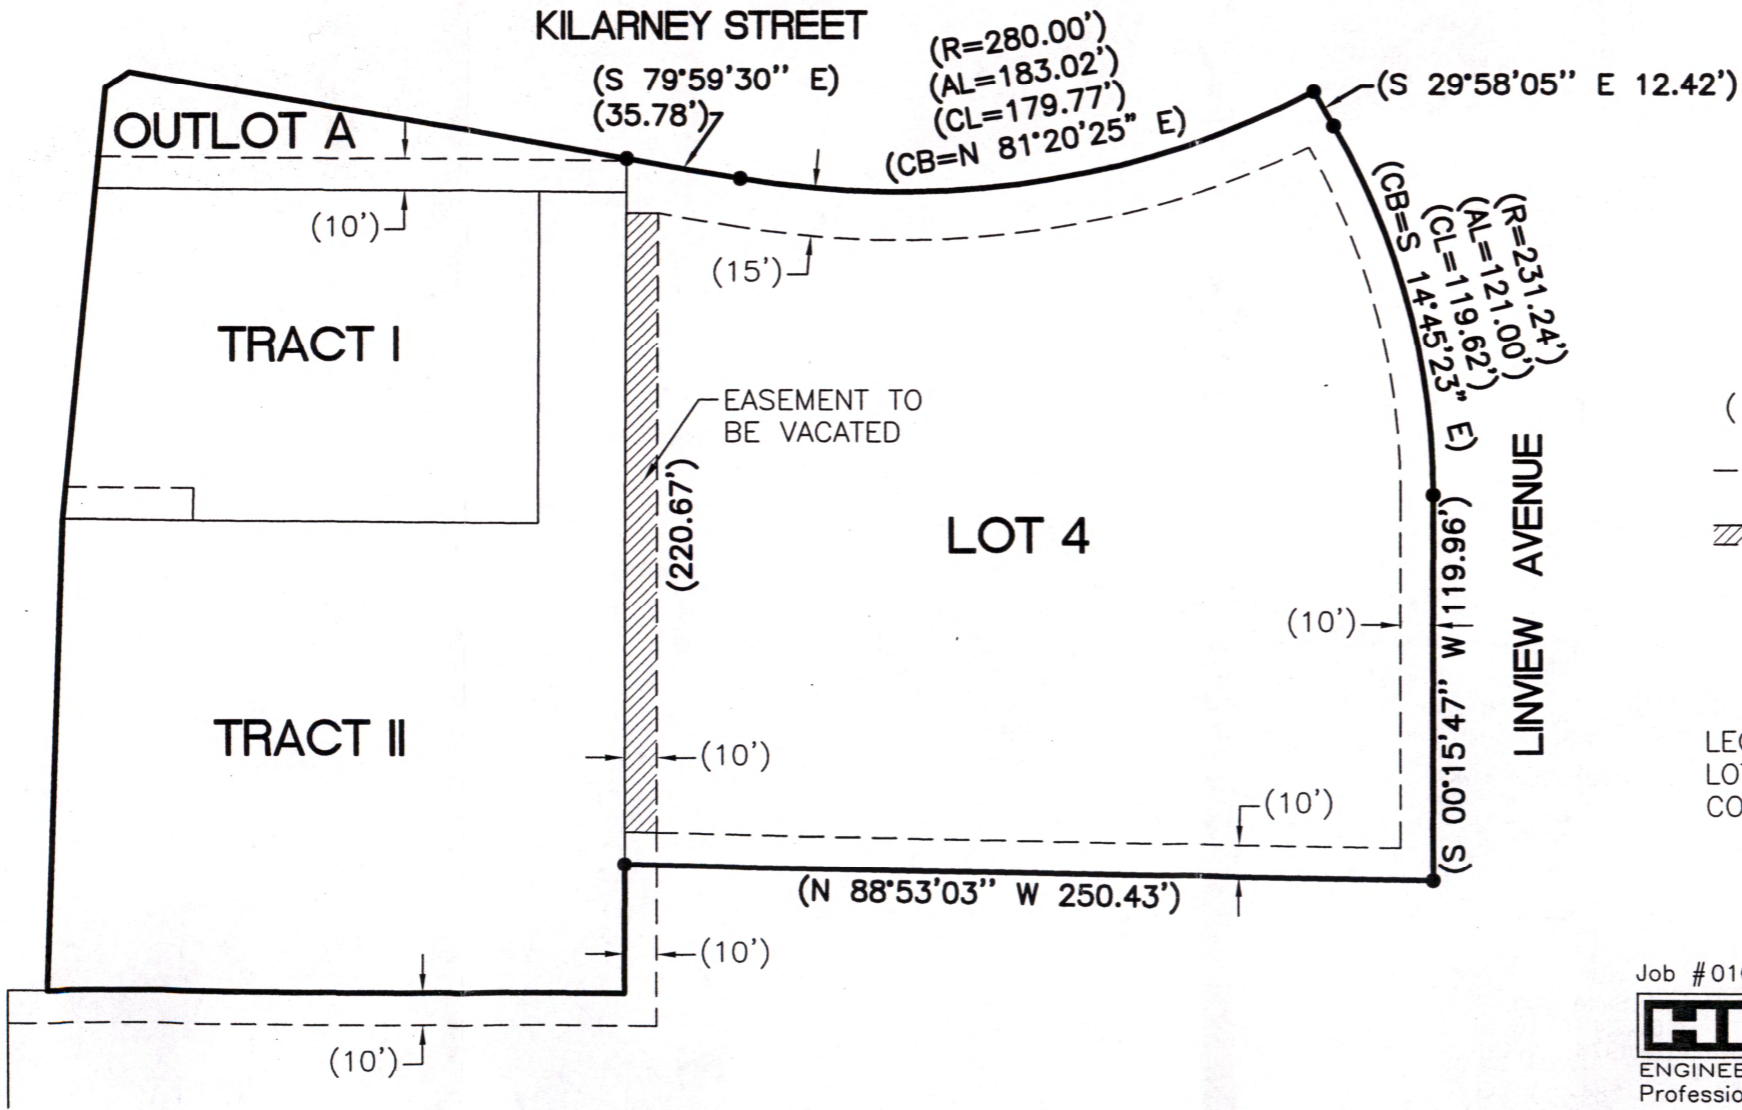 KILARNEY STREET
(S 79°59'30" E)
(35.78')
(R=280.00')
(AL=183.02')
(CL=179.77')
(CB=N 81°20'25" E)
(S 29°58'05" E 12.42')
OUTLOT A
(10')
(15')
TRACT I
(R=231.24')
(AL=121.00')
(CL=119.62')
(CB=S 14°45'23" E)
EASEMENT TO
BE VACATED
(220.67')
LOT 4
(
LINVIEW AVENUE
(10')
(S 00°15'47" W 119.96')
TRACT II
(10')
(10')
(N 88°53'03" W 250.43')
(10')
(10')
LEG
LOT
CO
Job #01
ENGINEE
Professio